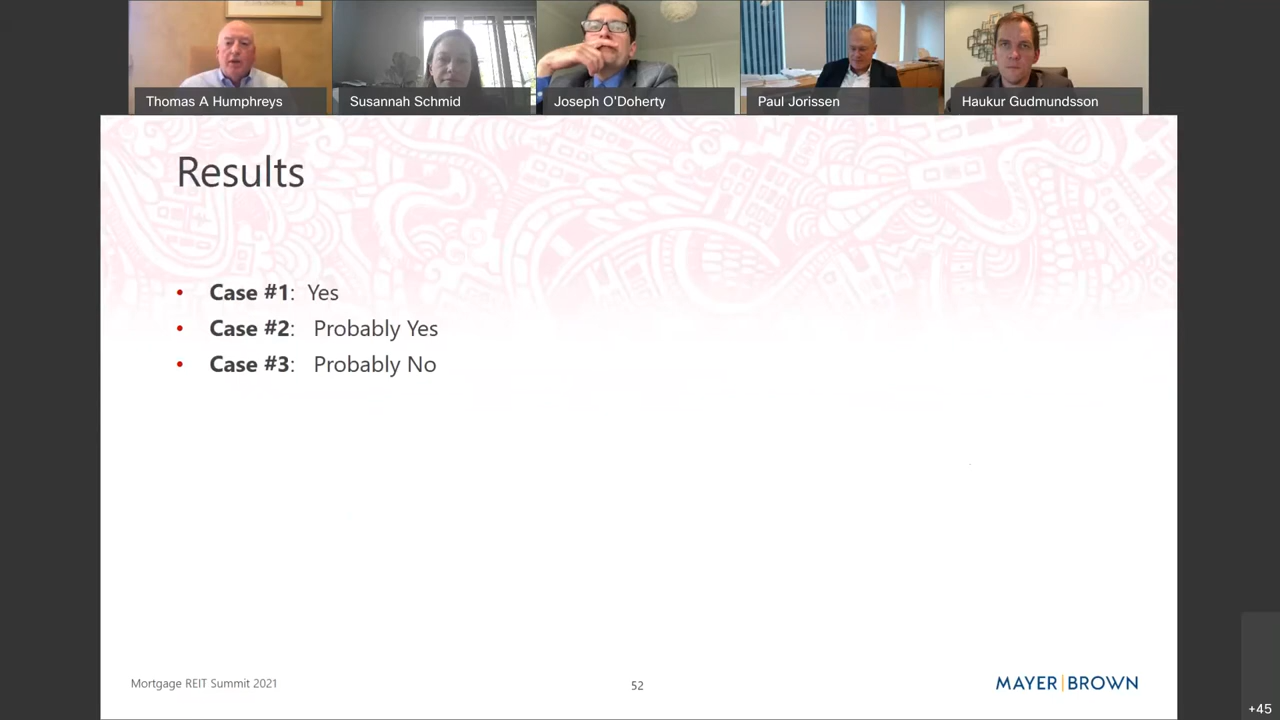 Thomas A Humphreys
Susannah Schmid
Joseph O'Doherty
Paul Jorissen
Haukur Gudmundsson
Results
• Case #1: Yes
• Case #2: Probably Yes
• Case #3: Probably No
Mortgage REIT Summit 2021
52
MAYER | BROWN
+45